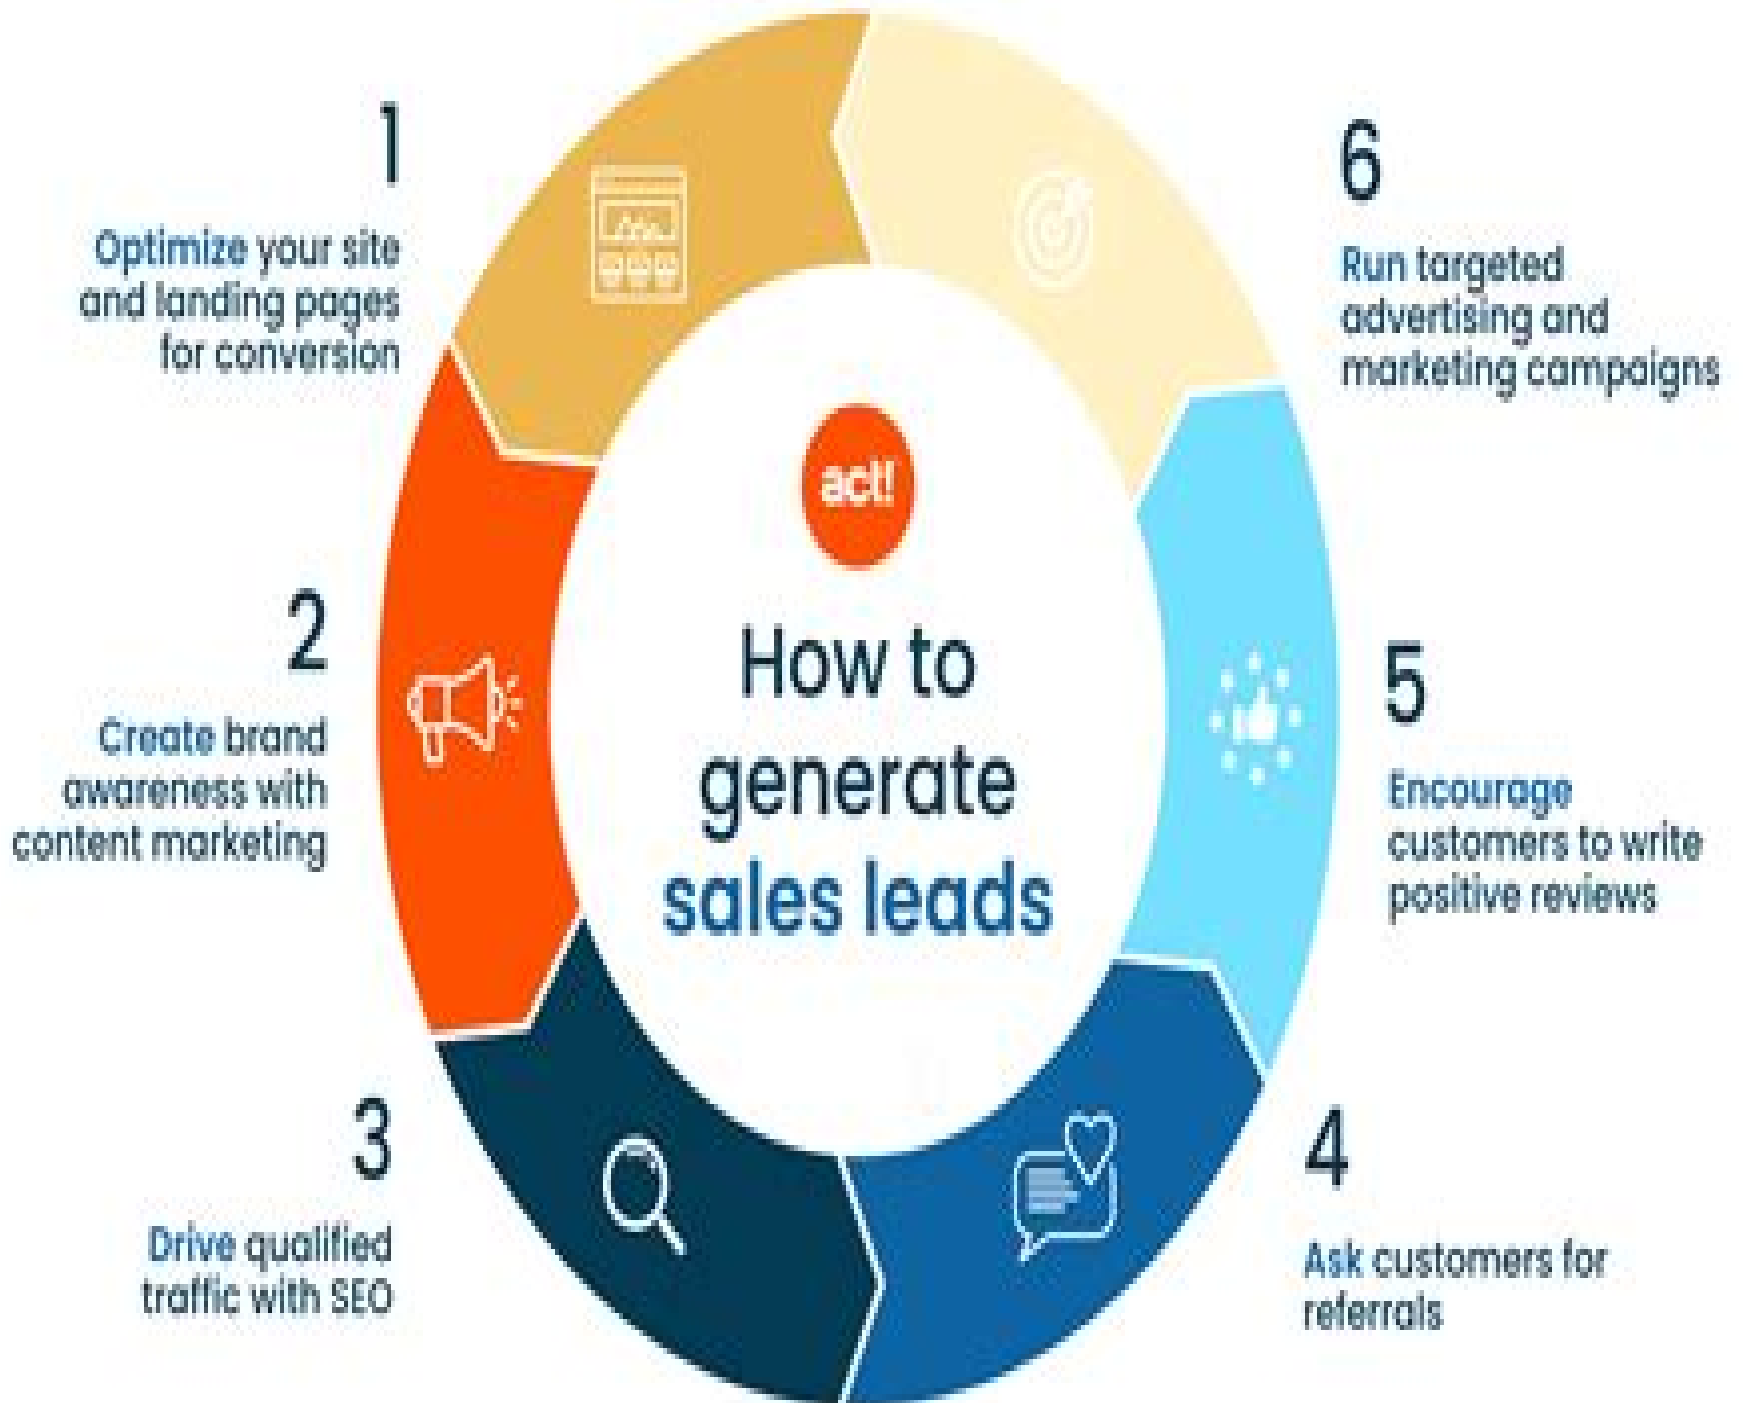 act!
How to
generate
sales leads
1
Optimize your site
and landing pages
for conversion
2
Create brand
awareness with
content marketing
3
Drive qualified
traffic with SEO
4
Ask customers for
referrals
5
Encourage
customers to write
positive reviews
6
Run targeted
advertising and
marketing campaigns